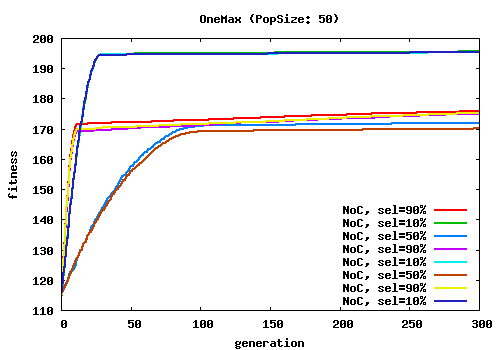 OneMax (PopSize: 50)
200
190
180
170
160
150
140
130
120
110
fitness
NoC, sel=90%
NoC, sel=10%
NoC, sel=50%
NoC, sel=90%
NoC, sel=10%
NoC, sel=50%
NoC, sel=90%
NoC, sel=10%
0 50 100 150 200 250 300
generation